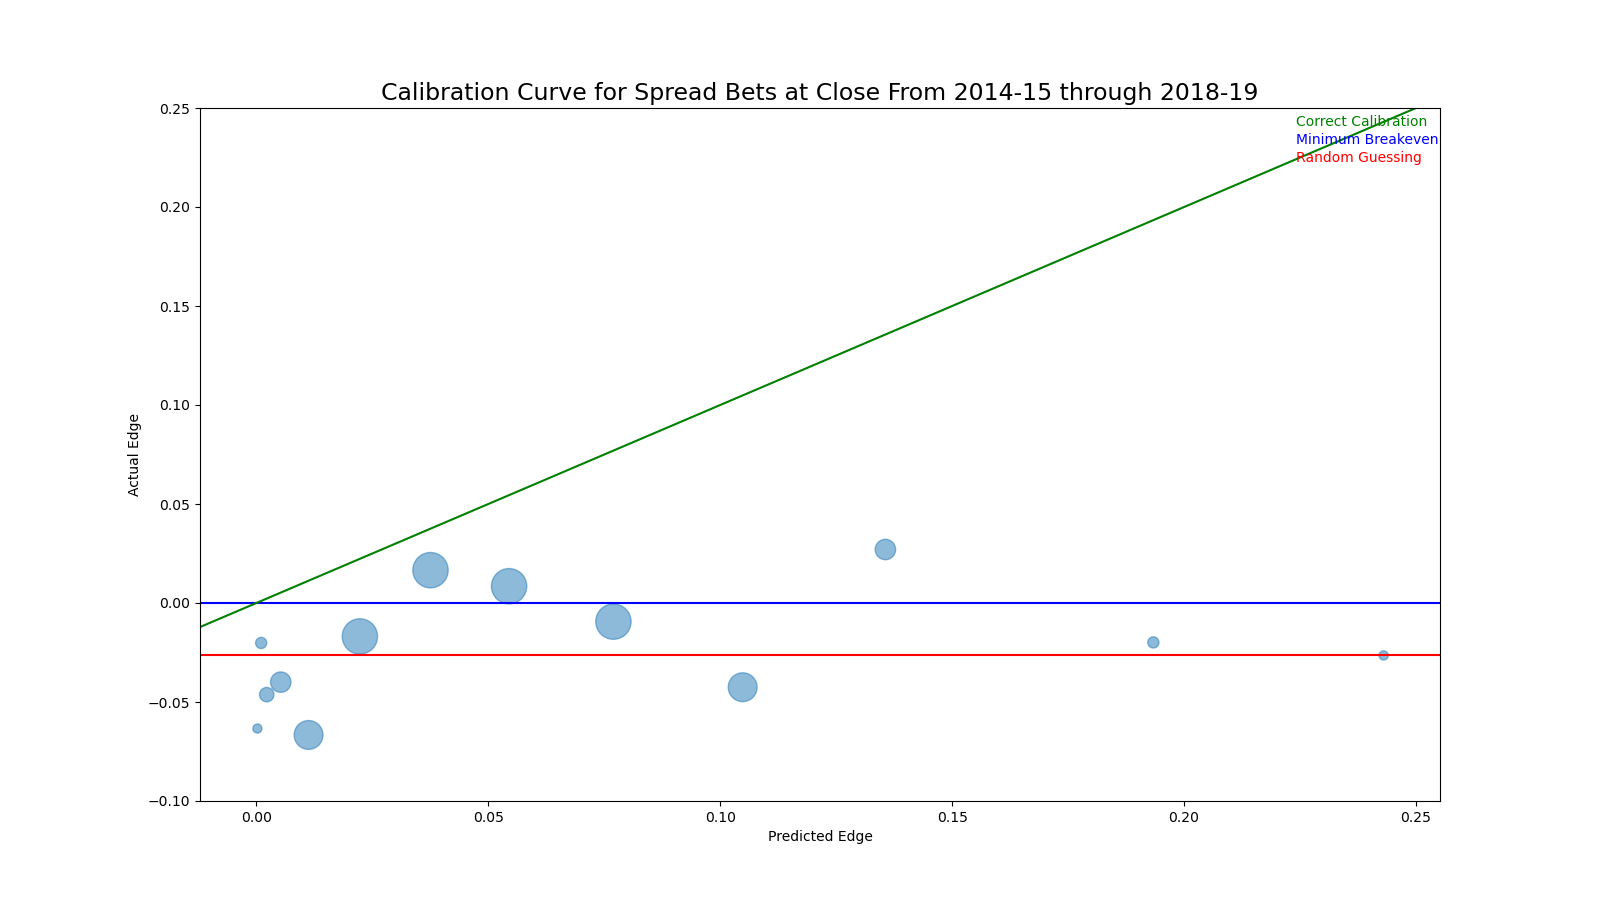 Calibration Curve for Spread Bets at Close From 2014-15 through 2018-19
0.25
Correct Calibration
Minimum Breakeven
Random Guessing
0.20
0.15
0.10
Actual Edge
0.05
0.00
−0.05
−0.10
0.00 0.05 0.10 0.15 0.20 0.25
Predicted Edge